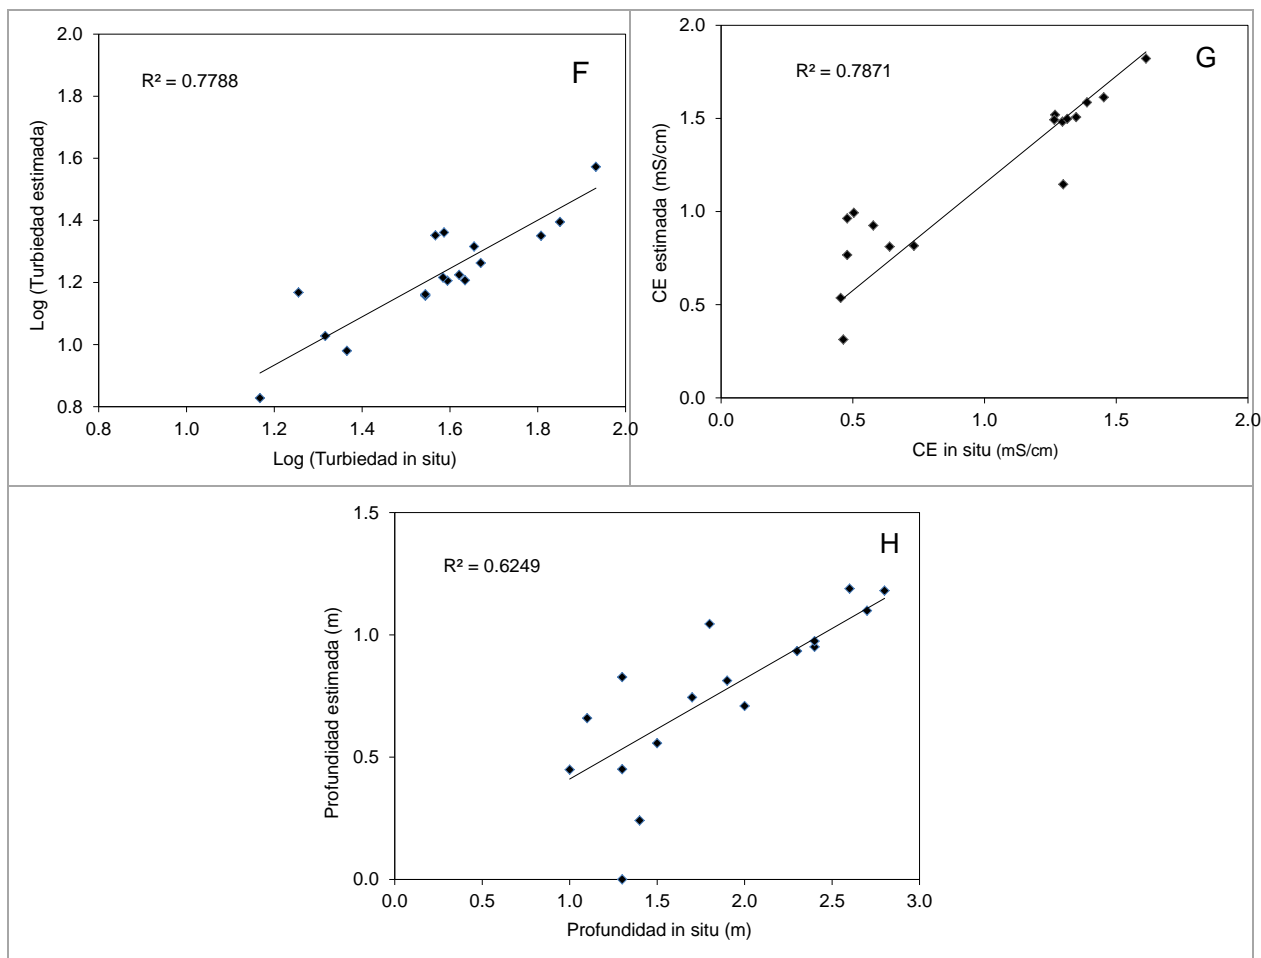 F
R² = 0.7788
Log (Turbiedad estimada)
2.0
1.8
1.6
1.4
1.2
1.0
0.8
0.8 1.0 1.2 1.4 1.6 1.8 2.0
Log (Turbiedad in situ)
G
R² = 0.7871
CE estimada (mS/cm)
2.0
1.5
1.0
0.5
0.0
0.0 0.5 1.0 1.5 2.0
CE in situ (mS/cm)
H
R² = 0.6249
Profundidad estimada (m)
1.5
1.0
0.5
0.0
0.0 0.5 1.0 1.5 2.0 2.5 3.0
Profundidad in situ (m)